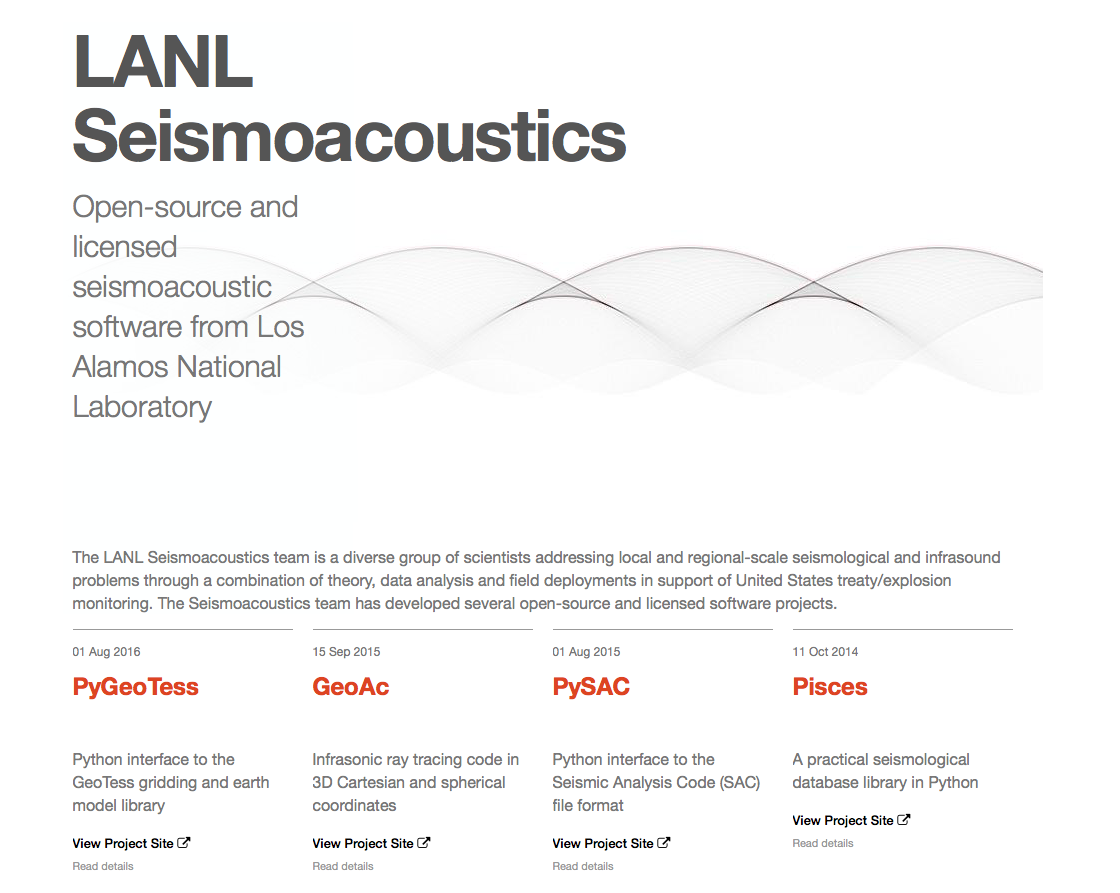 LANL
Seismoacoustics
Open-source and
licensed
seismoacoustic
software from Los
Alamos National
Laboratory
The LANL Seismoacoustics team is a diverse group of scientists addressing local and regional-scale seismological and infrasound
problems through a combination of theory, data analysis and field deployments in support of United States treaty/explosion
monitoring. The Seismoacoustics team has developed several open-source and licensed software projects.
01 Aug 2016
PyGeoTess
Python interface to the
GeoTess gridding and earth
model library
View Project Site
Read details
15 Sep 2015
GeoAc
Infrasonic ray tracing code in
3D Cartesian and spherical
coordinates
View Project Site
Read details
01 Aug 2015
PySAC
Python interface to the
Seismic Analysis Code (SAC)
file format
View Project Site
Read details
11 Oct 2014
Pisces
A practical seismological
database library in Python
View Project Site
Read details